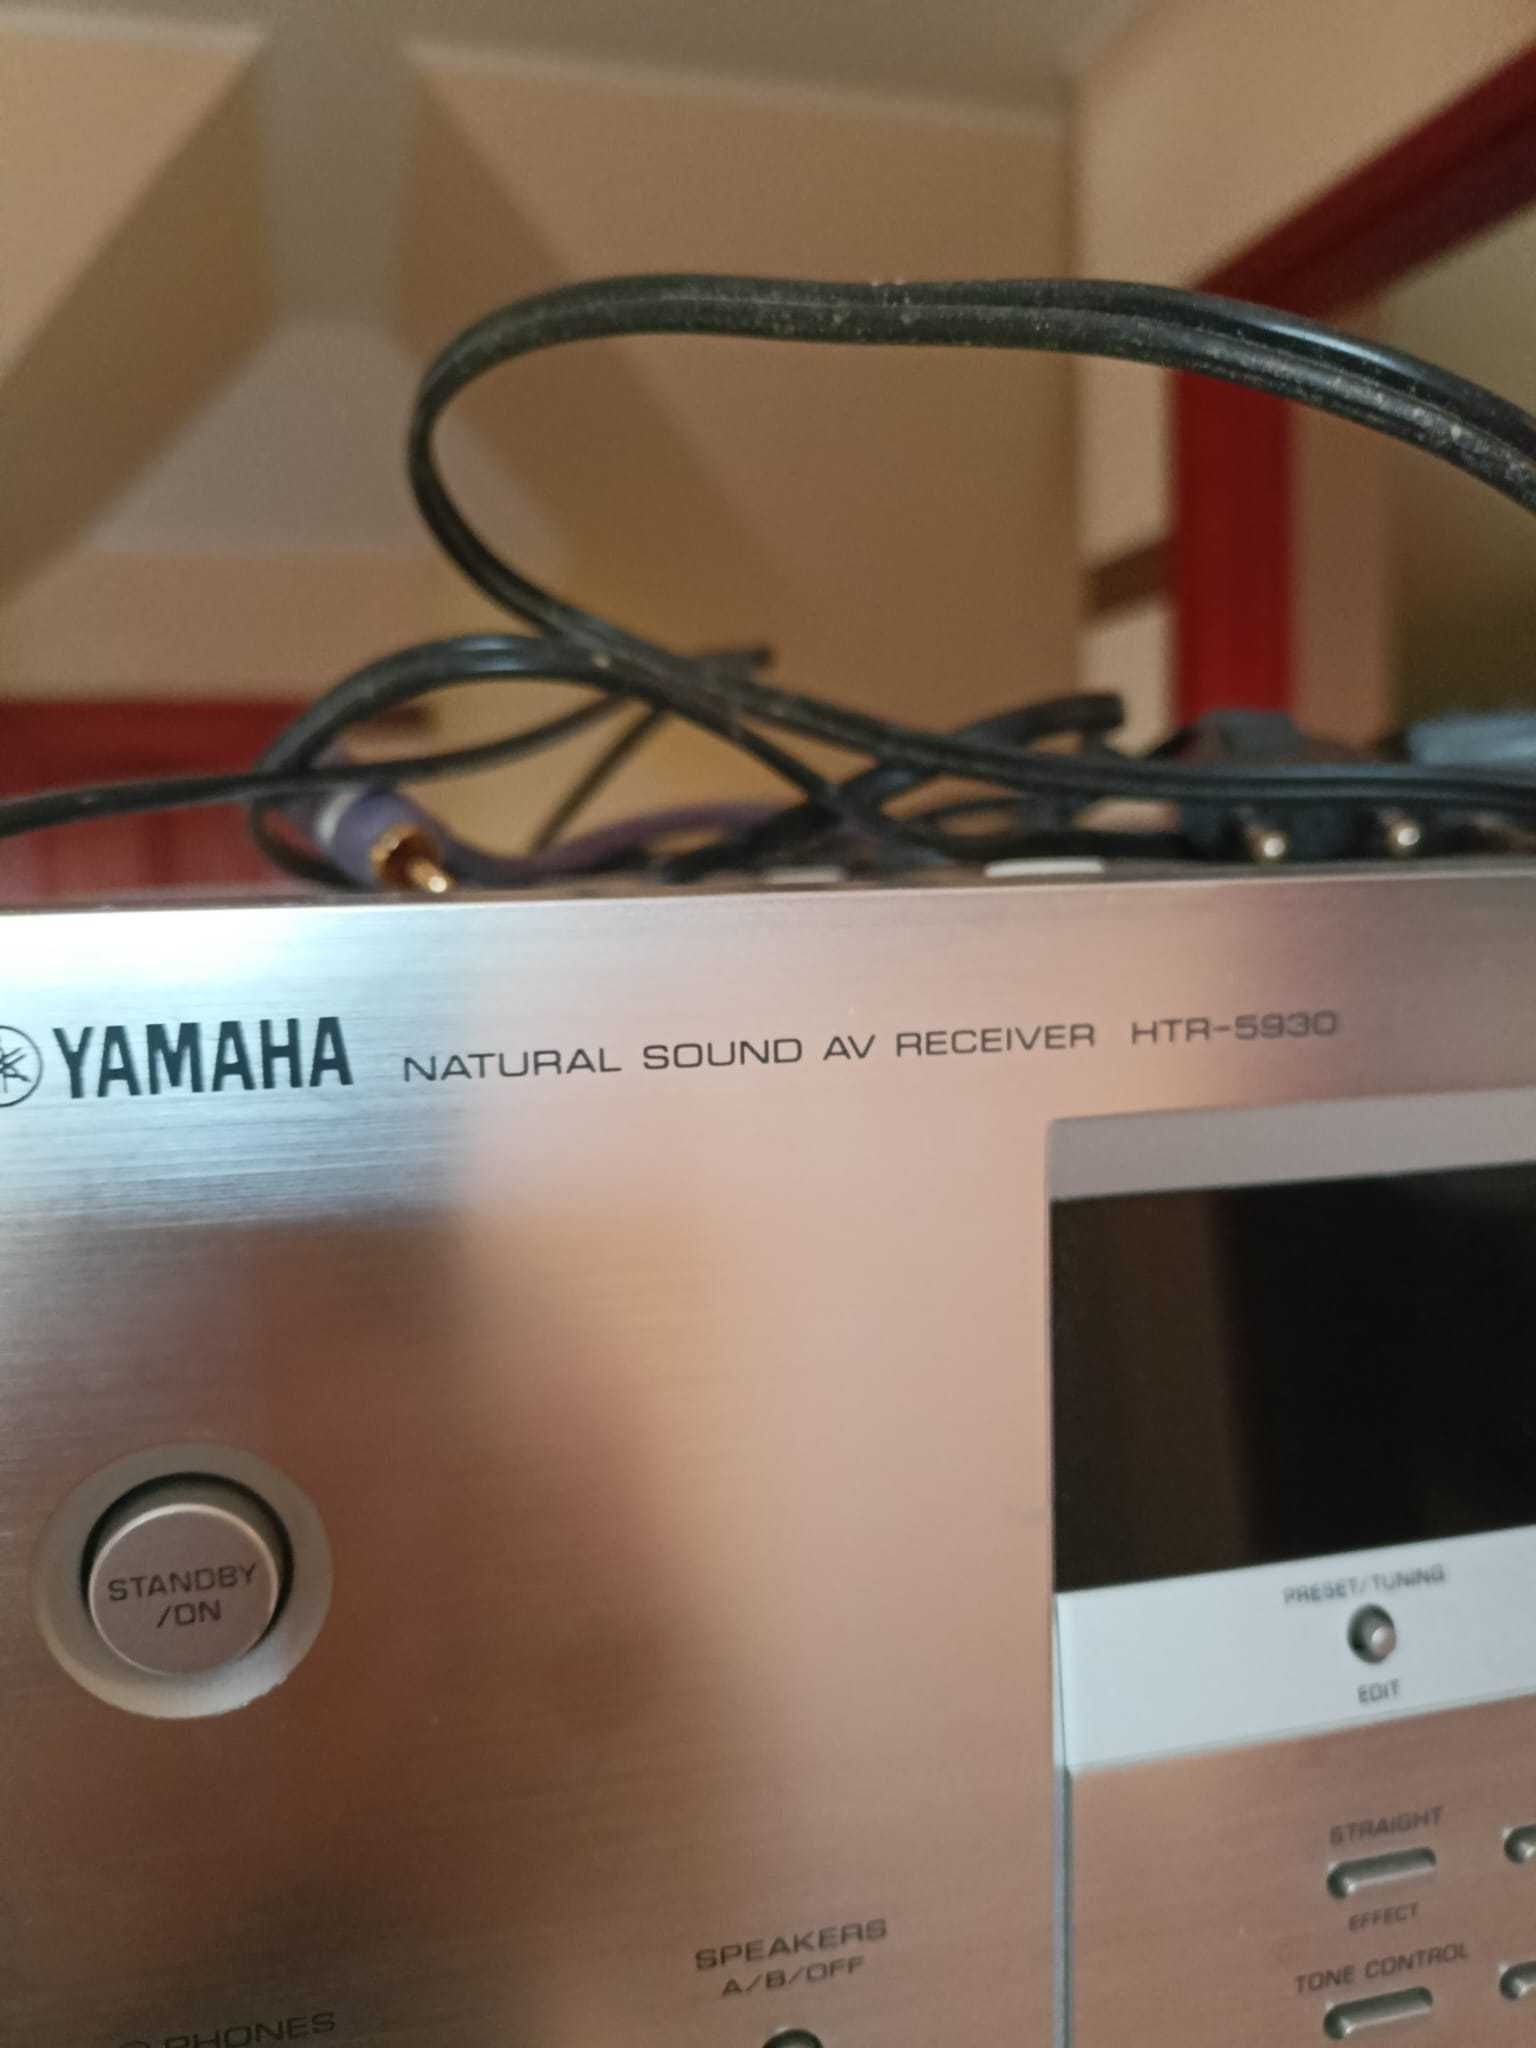 YAMAHA NATURAL SOUND AV RECEIVER HTR-5930
STANDBY
/ON
PRESET/TUNING
EDIT
STRAIGHT
EFFECT
SPEAKERS
A/B/OFF
TONE CONTROL
PHONES